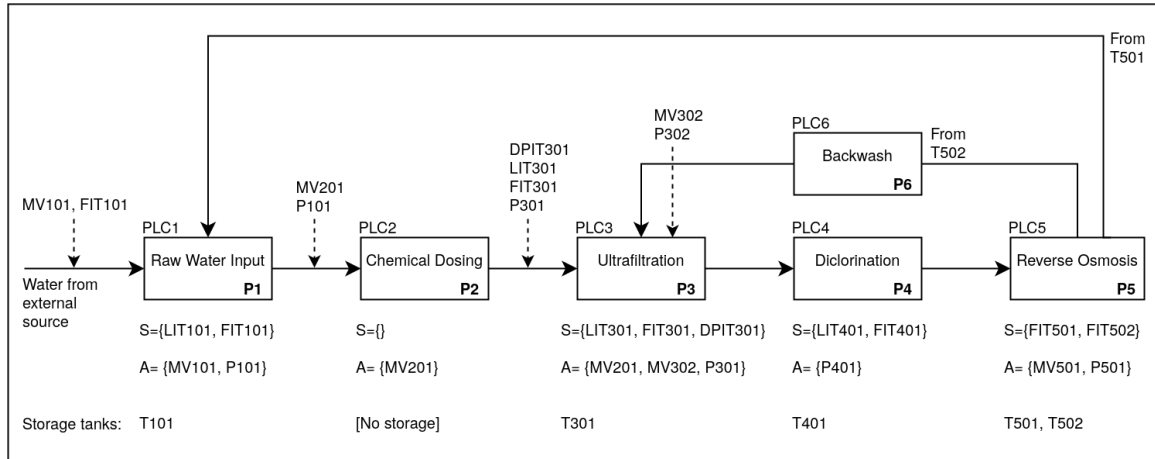 From
T501
MV302
P302
PLC6
Backwash
P6
From
T502
DPIT301
LIT301
FIT301
P301
MV201
P101
MV101, FIT101
PLC1
Raw Water Input
P1
PLC2
Chemical Dosing
P2
PLC3
Ultrafiltration
P3
PLC4
Diclorination
P4
PLC5
Reverse Osmosis
P5
Water from
external
source
S={LIT101, FIT101}
S={}
S={LIT301, FIT301, DPIT301}
S={LIT401, FIT401}
S={FIT501, FIT502}
A= {MV101, P101}
A= {MV201}
A= {MV201, MV302, P301}
A= {P401}
A= {MV501, P501}
Storage tanks:
T101
[No storage]
T301
T401
T501, T502